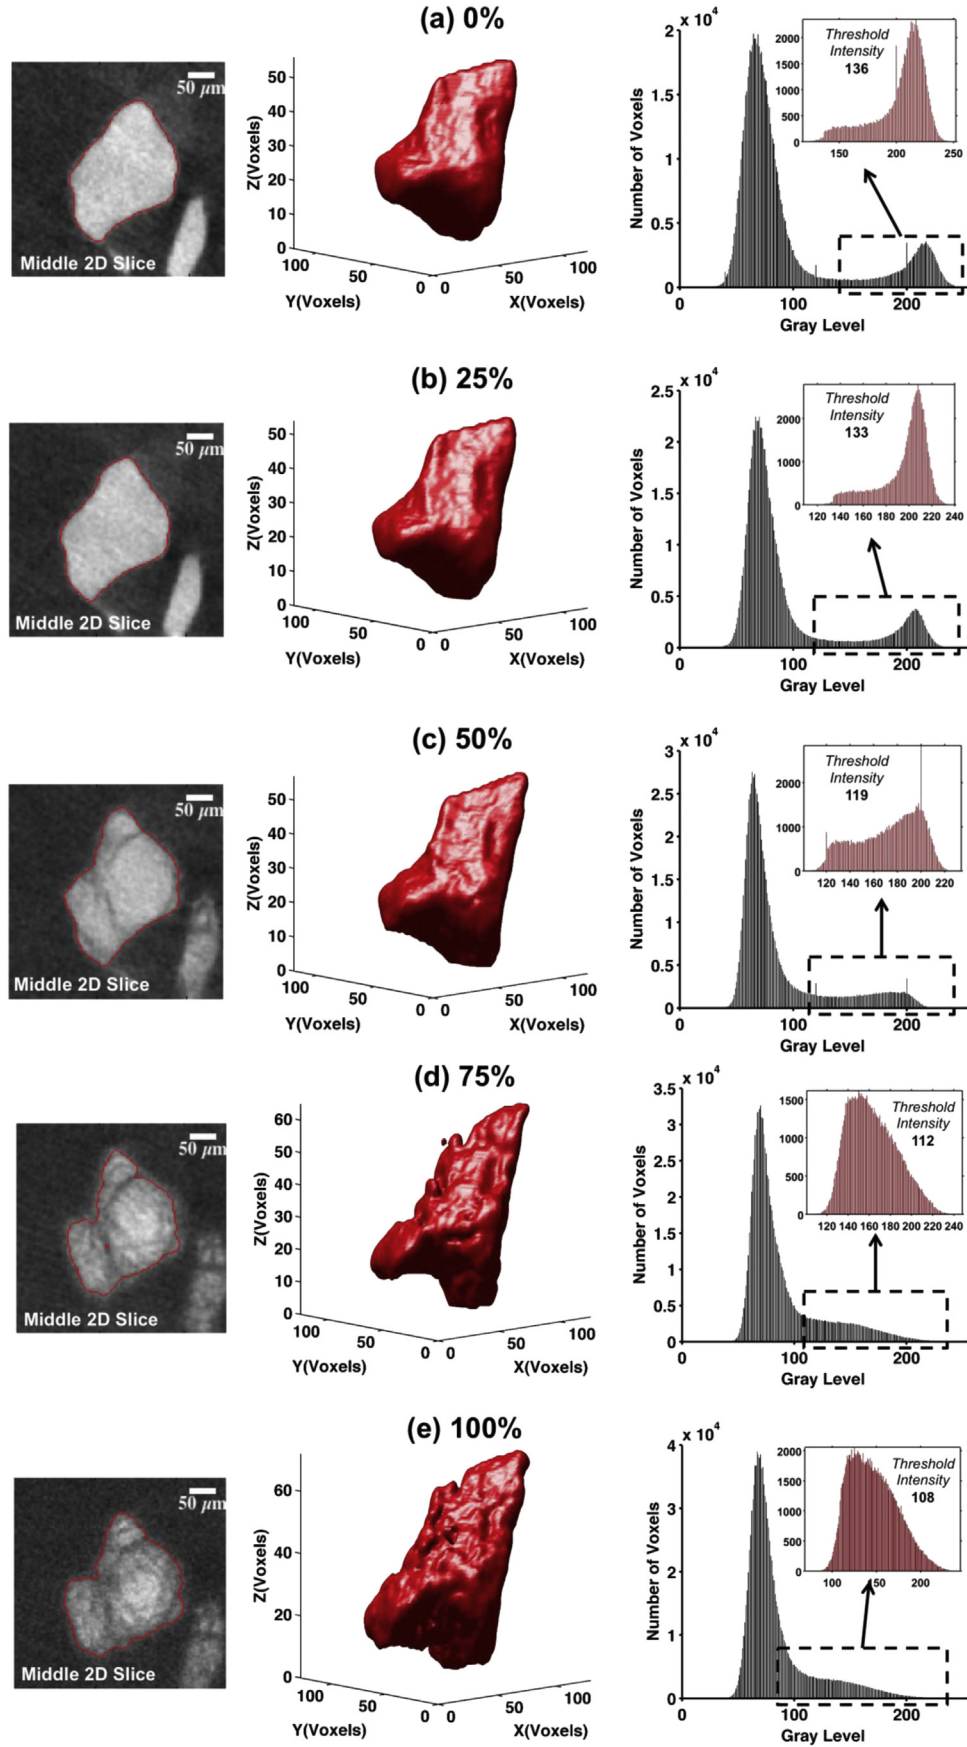 (a) 0%
50 μm
Middle 2D Slice
Z(Voxels)
50
40
30
20
10
0
100
50
0
0
50
100
Y(Voxels)
X(Voxels)
x 10^4
2
1.5
1
0.5
0
0
100
200
Number of Voxels
Gray Level
Threshold
Intensity
136
2000
1500
1000
500
0
150
200
250
(b) 25%
50 μm
Middle 2D Slice
Z(Voxels)
50
40
30
20
10
0
100
50
0
0
50
100
Y(Voxels)
X(Voxels)
x 10^4
2.5
2
1.5
1
0.5
0
0
100
200
Number of Voxels
Gray Level
Threshold
Intensity
133
2000
1000
0
120 140 160 180 200 220 240
(c) 50%
50 μm
Middle 2D Slice
Z(Voxels)
50
40
30
20
10
0
100
50
0
0
50
100
Y(Voxels)
X(Voxels)
x 10^4
3
2.5
2
1.5
1
0.5
0
0
100
200
Number of Voxels
Gray Level
Threshold
Intensity
119
2000
1000
0
120 140 160 180 200 220
(d) 75%
50 μm
Middle 2D Slice
Z(Voxels)
60
50
40
30
20
10
0
100
50
0
0
50
100
Y(Voxels)
X(Voxels)
x 10^4
3.5
3
2.5
2
1.5
1
0.5
0
0
100
200
Number of Voxels
Gray Level
Threshold
Intensity
112
1500
1000
500
0
120 140 160 180 200 220 240
(e) 100%
50 μm
Middle 2D Slice
Z(Voxels)
60
40
20
0
100
50
0
0
50
100
Y(Voxels)
X(Voxels)
x 10^4
4
3
2
1
0
0
100
200
Number of Voxels
Gray Level
Threshold
Intensity
108
2000
1500
1000
500
0
100
150
200